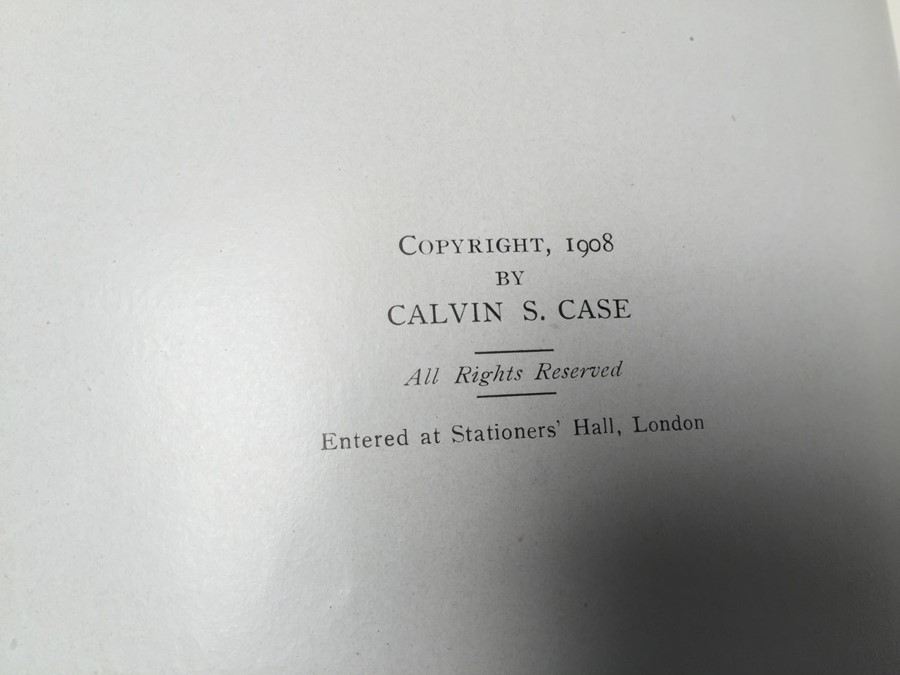 COPYRIGHT, 1908
BY
CALVIN S. CASE
All Rights Reserved
Entered at Stationers' Hall, London